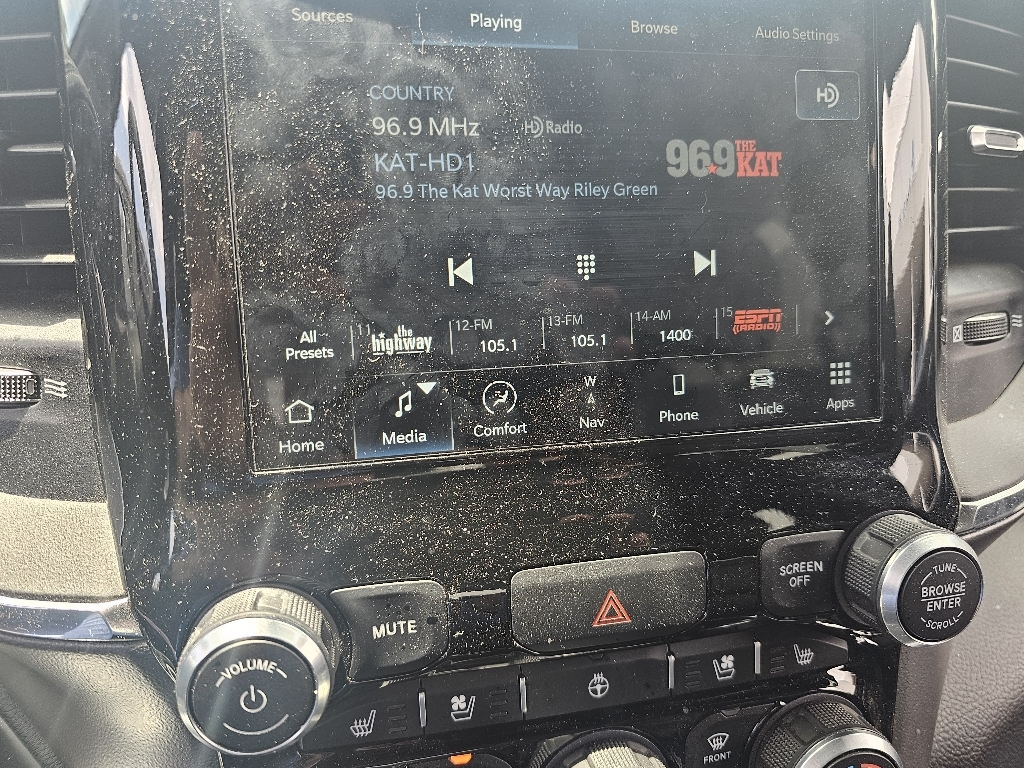 Sources Playing Browse Audio Settings
COUNTRY
96.9 MHz HD Radio
HD
KAT-HD1
96.9 THE KAT
96.9 The Kat Worst Way Riley Green
All Presets
11 the highway
12-FM 105.1
13-FM 105.1
14-AM 1400
15 ESPN RADIO
Home Media Comfort W Nav Phone Vehicle Apps
SCREEN
OFF
TUNE
BROWSE
ENTER
SCROLL
MUTE
VOLUME
FRONT